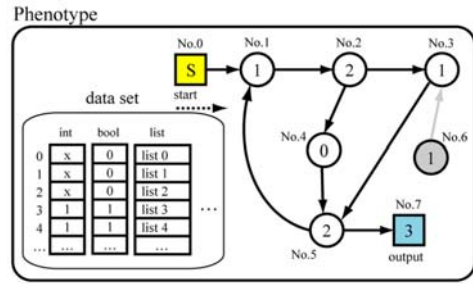 Phenotype
No.0 No.1 No.2 No.3
S 1 2 1
start
data set
No.4 No.6
0 1
int bool list
0 x 0 list 0
1 x 0 list 1
2 x 0 list 2
3 1 1 list 3 ...
4 1 1 list 4
... ... ... ...
No.7
2 3
No.5 output